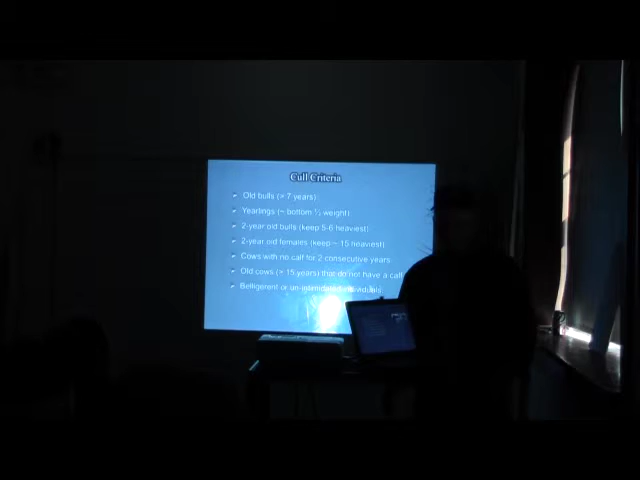 Cull Criteria
Old bulls (> 7 years)
Yearlings (~ bottom ½ weight)
2-year old bulls (keep 5-6 heaviest)
2-year old females (keep ~ 15 heaviest)
Cows with no calf for 2 consecutive years
Old cows (> 15 years) that do not have a calf
Belligerent or individuals